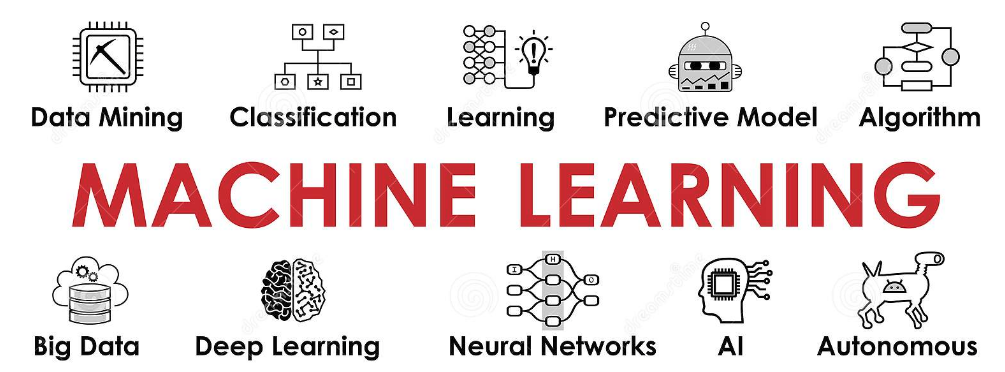 Data Mining
Classification
Learning
Predictive Model
Algorithm
MACHINE LEARNING
I
H
O
Big Data
Deep Learning
Neural Networks
AI
Autonomous